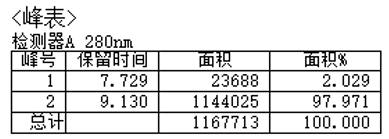 <峰表>
检测器A 280nm
峰号 保留时间 面积 面积%
1 7.729 23688 2.029
2 9.130 1144025 97.971
总计 1167713 100.000